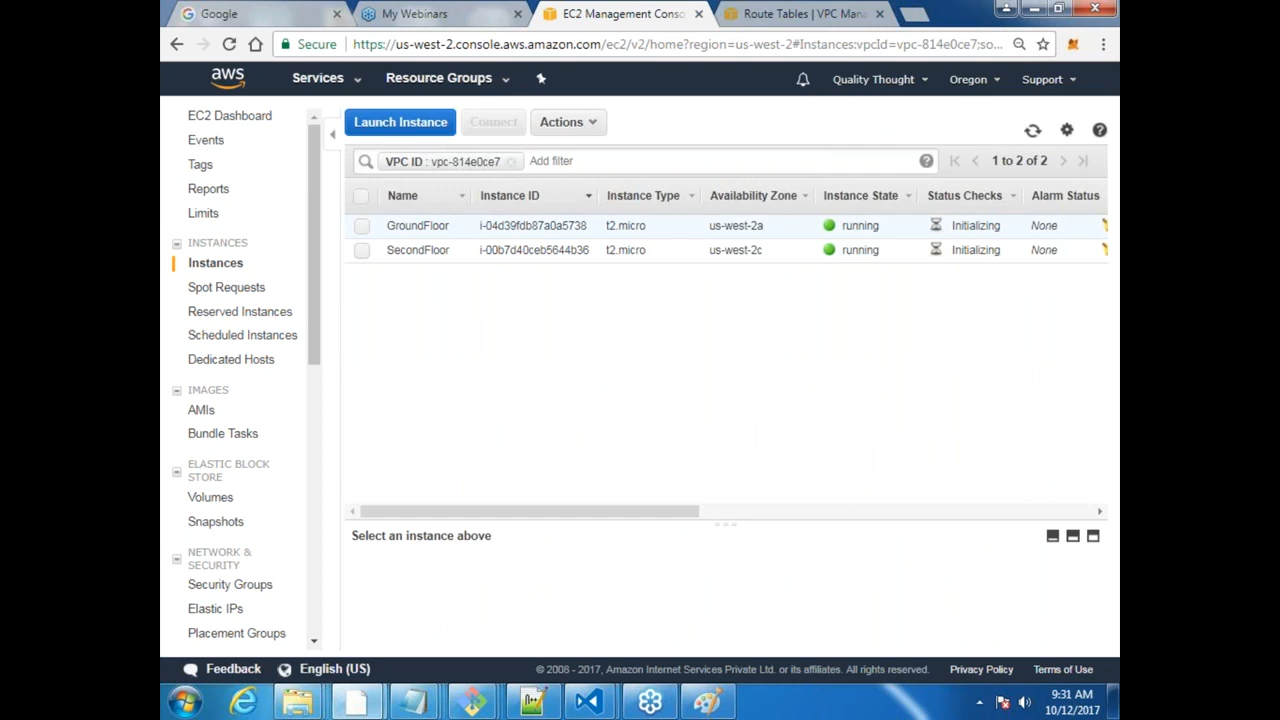 Google
My Webinars
EC2 Management Conso
Route Tables | VPC Man
Secure
https://us-west-2.console.aws.amazon.com/ec2/v2/home?region=us-west-2#Instances:vpcId=vpc-814e0ce7;so...
aws
Services
Resource Groups
Quality Thought
Oregon
Support
EC2 Dashboard
Events
Tags
Reports
Limits
INSTANCES
Instances
Spot Requests
Reserved Instances
Scheduled Instances
Dedicated Hosts
IMAGES
AMIs
Bundle Tasks
ELASTIC BLOCK
STORE
Volumes
Snapshots
NETWORK &
SECURITY
Security Groups
Elastic IPs
Placement Groups
Launch Instance
Connect
Actions
VPC ID : vpc-814e0ce7
Add filter
1 to 2 of 2
Name Instance ID Instance Type Availability Zone Instance State Status Checks Alarm Status
GroundFloor i-04d39fdb87a0a5738 t2.micro us-west-2a running Initializing None
SecondFloor i-00b7d40ceb5644b36 t2.micro us-west-2c running Initializing None
Select an instance above
Feedback
English (US)
© 2008 - 2017, Amazon Internet Services Private Ltd. or its affiliates. All rights reserved.
Privacy Policy
Terms of Use
9:31 AM
10/12/2017